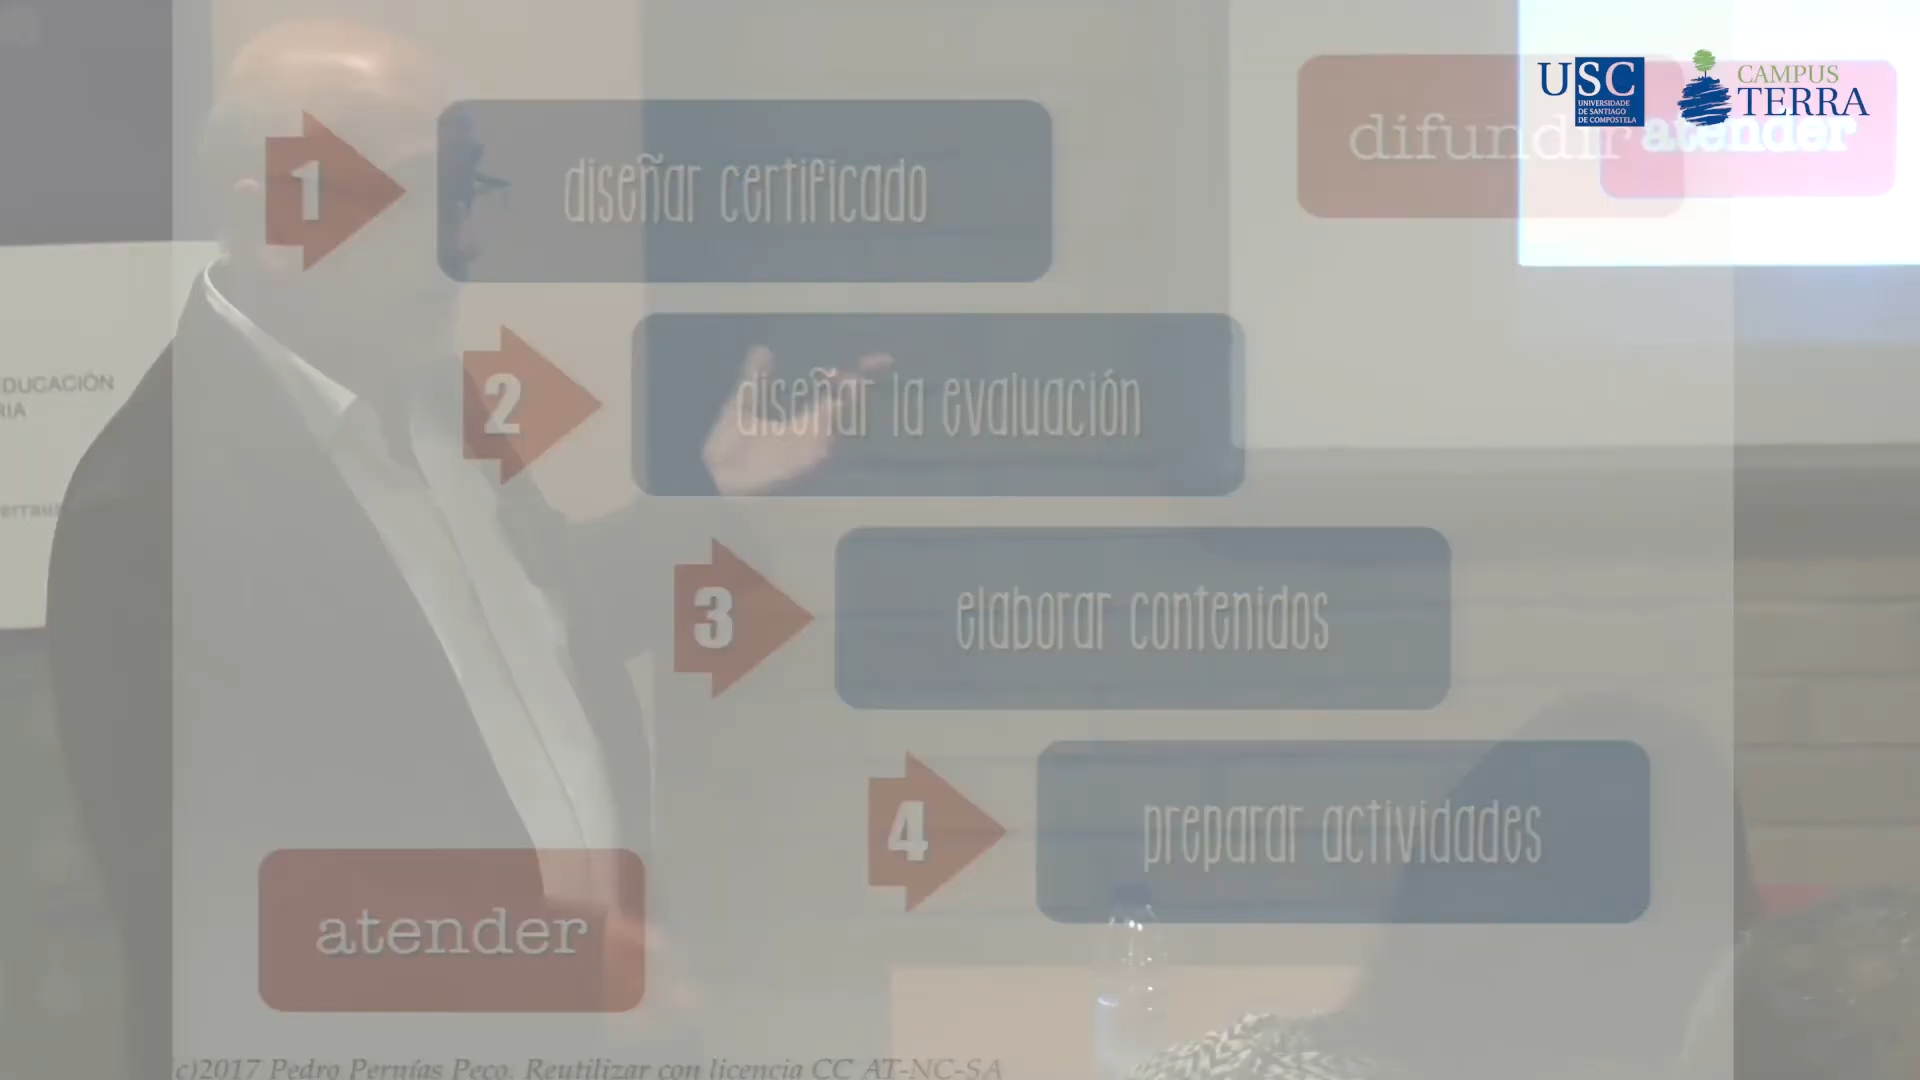 USC
UNIVERSIDADE
DE SANTIAGO
DE COMPOSTELA
CAMPUS
TERRA
difundir
atender
1
diseñar certificado
2
diseñar la evaluación
3
elaborar contenidos
4
preparar actividades
atender
c)2017 Pedro Pernías Peco. Reutilizar con licencia CC AT-NC-SA